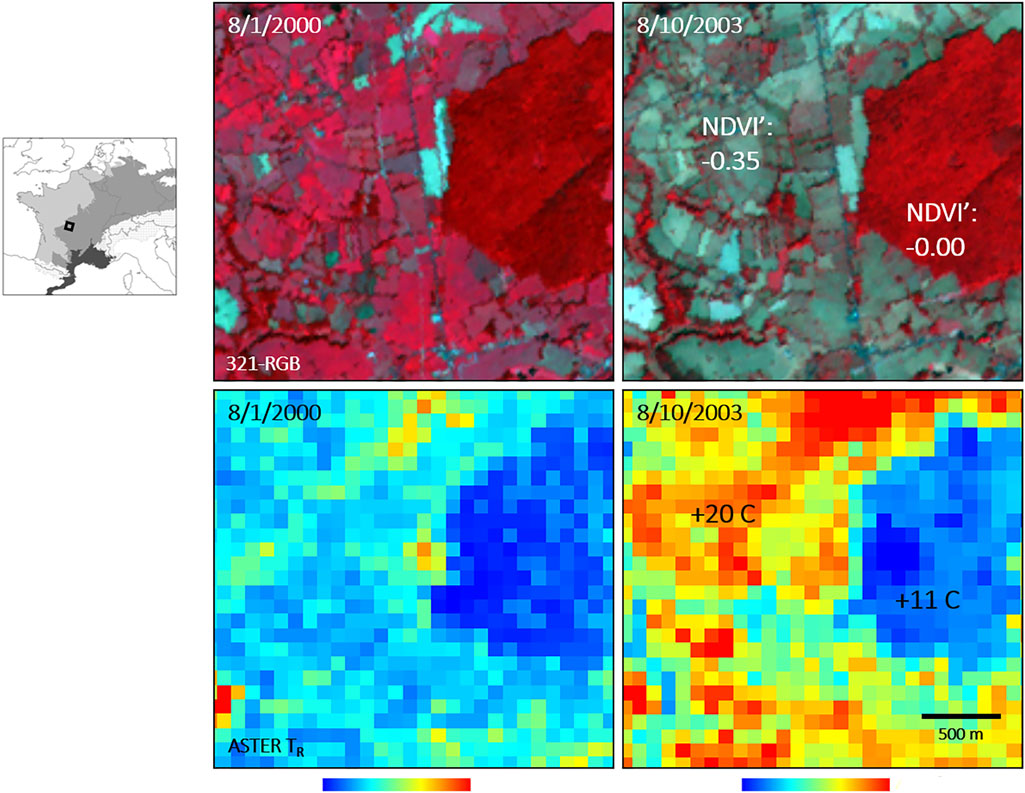 8/1/2000
8/10/2003
NDVI':
-0.35
NDVI':
-0.00
321-RGB
8/1/2000
8/10/2003
+20 C
+11 C
500 m
ASTER TR